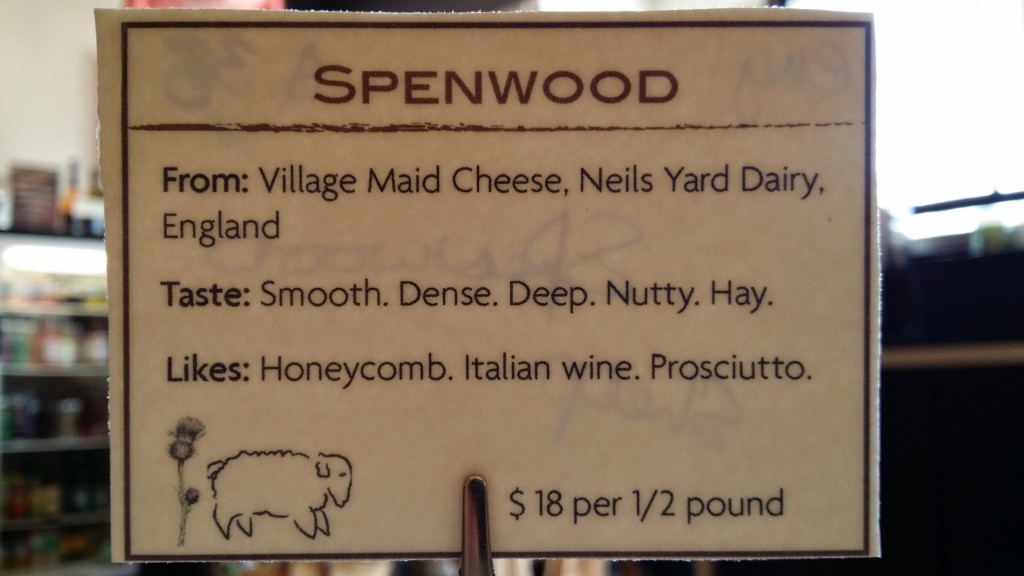 SPENWOOD
From: Village Maid Cheese, Neils Yard Dairy,
England
Taste: Smooth. Dense. Deep. Nutty. Hay.
Likes: Honeycomb. Italian wine. Prosciutto.
$ 18 per 1/2 pound